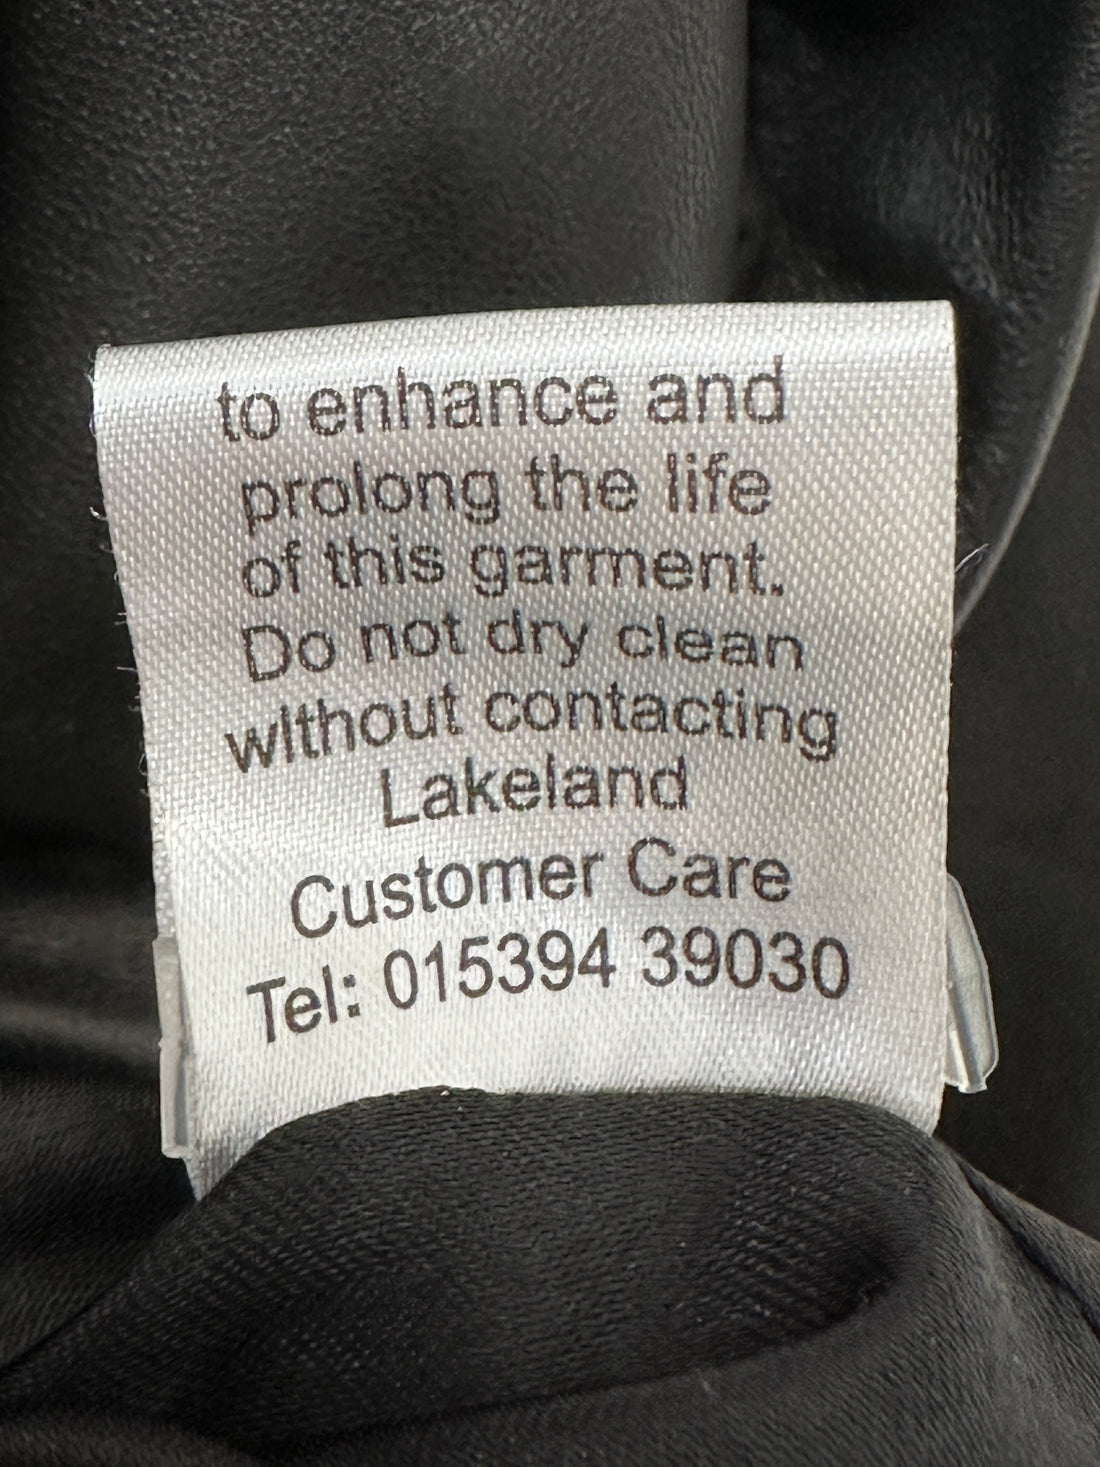 to enhance and
prolong the life
of this garment.
Do not dry clean
without contacting
Lakeland
Customer Care
Tel: 015394 39030